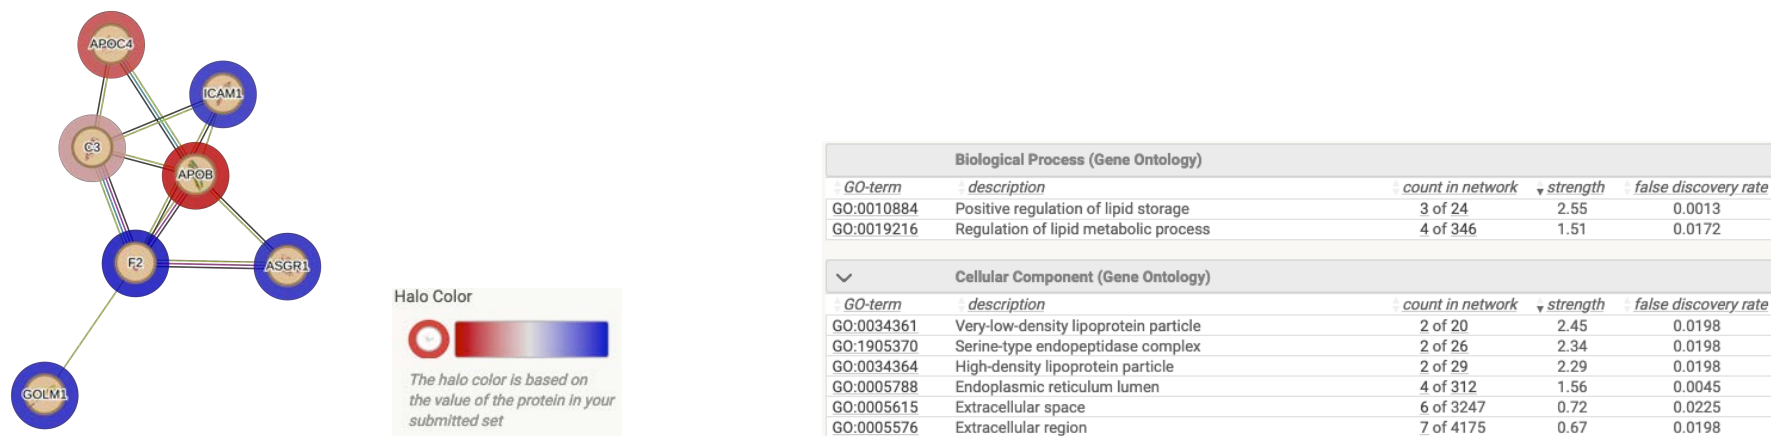 APOC4
ICAM1
C3
APOB
F2
ASGR1
GOLM1
Halo Color
The halo color is based on
the value of the protein in your
submitted set
Biological Process (Gene Ontology)
GO-term description count in network strength false discovery rate
GO:0010884 Positive regulation of lipid storage 3 of 24 2.55 0.0013
GO:0019216 Regulation of lipid metabolic process 4 of 346 1.51 0.0172
Cellular Component (Gene Ontology)
GO-term description count in network strength false discovery rate
GO:0034361 Very-low-density lipoprotein particle 2 of 20 2.45 0.0198
GO:1905370 Serine-type endopeptidase complex 2 of 26 2.34 0.0198
GO:0034364 High-density lipoprotein particle 2 of 29 2.29 0.0198
GO:0005788 Endoplasmic reticulum lumen 4 of 312 1.56 0.0045
GO:0005615 Extracellular space 6 of 3247 0.72 0.0225
GO:0005576 Extracellular region 7 of 4175 0.67 0.0198